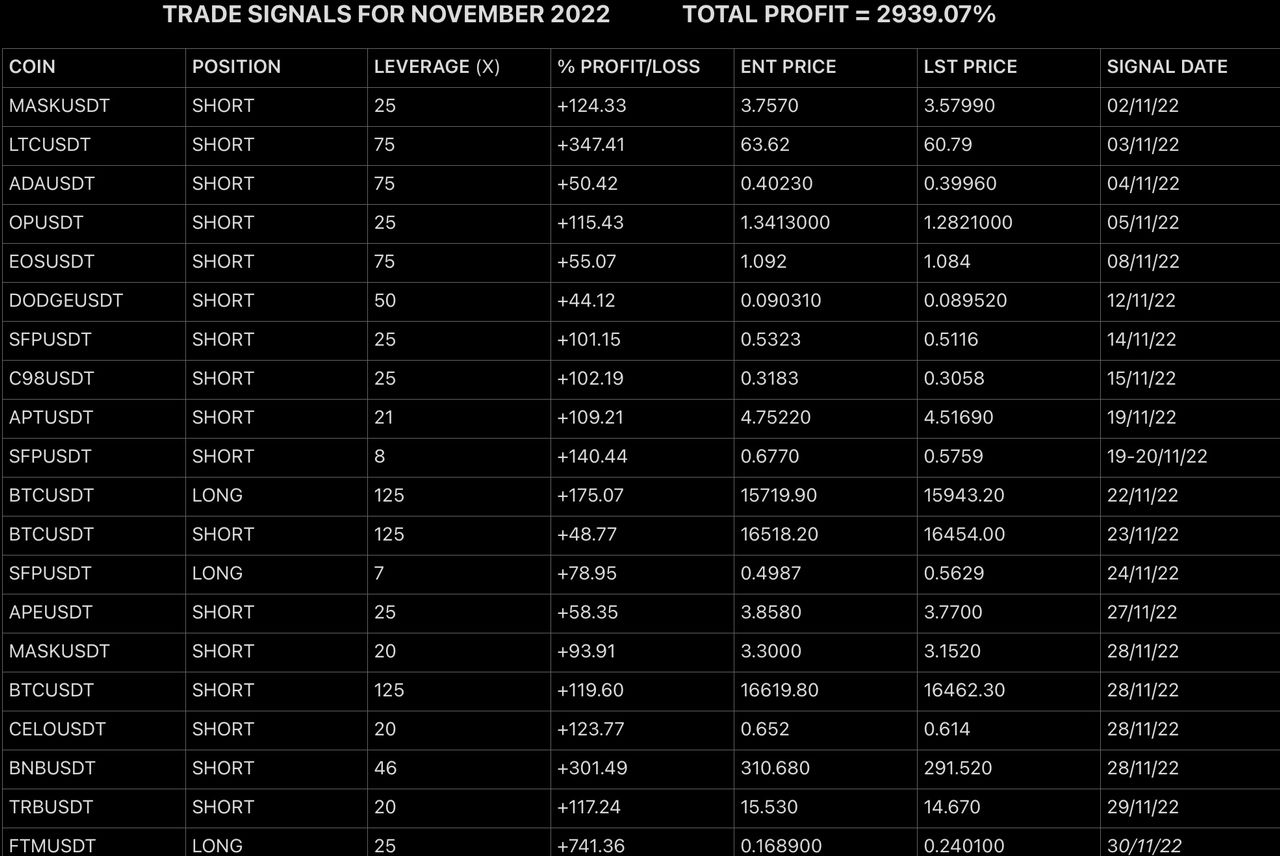 TRADE SIGNALS FOR NOVEMBER 2022 TOTAL PROFIT = 2939.07%
COIN POSITION LEVERAGE (X) % PROFIT/LOSS ENT PRICE LST PRICE SIGNAL DATE
MASKUSDT SHORT 25 +124.33 3.7570 3.57990 02/11/22
LTCUSDT SHORT 75 +347.41 63.62 60.79 03/11/22
ADAUSDT SHORT 75 +50.42 0.40230 0.39960 04/11/22
OPUSDT SHORT 25 +115.43 1.3413000 1.2821000 05/11/22
EOSUSDT SHORT 75 +55.07 1.092 1.084 08/11/22
DODGEUSDT SHORT 50 +44.12 0.090310 0.089520 12/11/22
SFPUSDT SHORT 25 +101.15 0.5323 0.5116 14/11/22
C98USDT SHORT 25 +102.19 0.3183 0.3058 15/11/22
APTUSDT SHORT 21 +109.21 4.75220 4.51690 19/11/22
SFPUSDT SHORT 8 +140.44 0.6770 0.5759 19-20/11/22
BTCUSDT LONG 125 +175.07 15719.90 15943.20 22/11/22
BTCUSDT SHORT 125 +48.77 16518.20 16454.00 23/11/22
SFPUSDT LONG 7 +78.95 0.4987 0.5629 24/11/22
APEUSDT SHORT 25 +58.35 3.8580 3.7700 27/11/22
MASKUSDT SHORT 20 +93.91 3.3000 3.1520 28/11/22
BTCUSDT SHORT 125 +119.60 16619.80 16462.30 28/11/22
CELOUSDT SHORT 20 +123.77 0.652 0.614 28/11/22
BNBUSDT SHORT 46 +301.49 310.680 291.520 28/11/22
TRBUSDT SHORT 20 +117.24 15.530 14.670 29/11/22
FTMUSDT LONG 25 +741.36 0.168900 0.240100 30/11/22